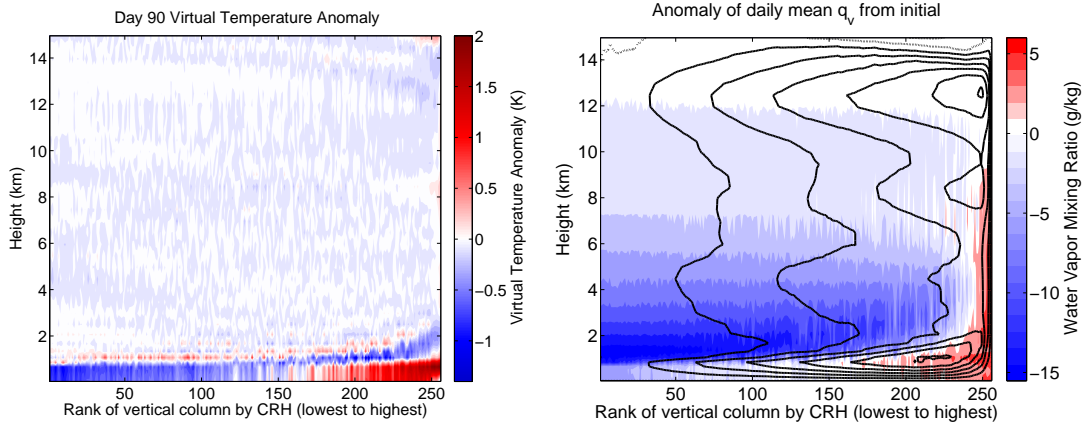 Day 90 Virtual Temperature Anomaly
14
12
10
8
6
4
2
Height (km)
50 100 150 200 250
Rank of vertical column by CRH (lowest to highest)
2
1.5
1
0.5
0
−0.5
−1
Virtual Temperature Anomaly (K)
Anomaly of daily mean q_v from initial
14
12
10
8
6
4
2
Height (km)
50 100 150 200 250
Rank of vertical column by CRH (lowest to highest)
5
0
−5
−10
−15
Water Vapor Mixing Ratio (g/kg)